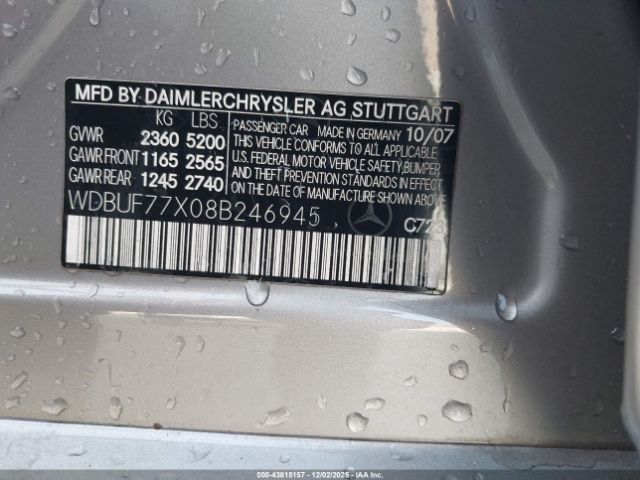 MFD BY DAIMLERCHRYSLER AG STUTTGART
KG LBS
GVWR 2360 5200
GAWR FRONT 1165 2565
GAWR REAR 1245 2740
PASSENGER CAR MADE IN GERMANY 10/07
THIS VEHICLE CONFORMS TO ALL APPLICABLE
U.S. FEDERAL MOTOR VEHICLE SAFETY, BUMPER,
AND THEFT PREVENTION STANDARDS IN EFFECT
ON THE DATE OF MANUFACTURE SHOWN ABOVE.
WDBUF77X08B246945
000-43815157 - 12/02/2025 - IAAI.COM